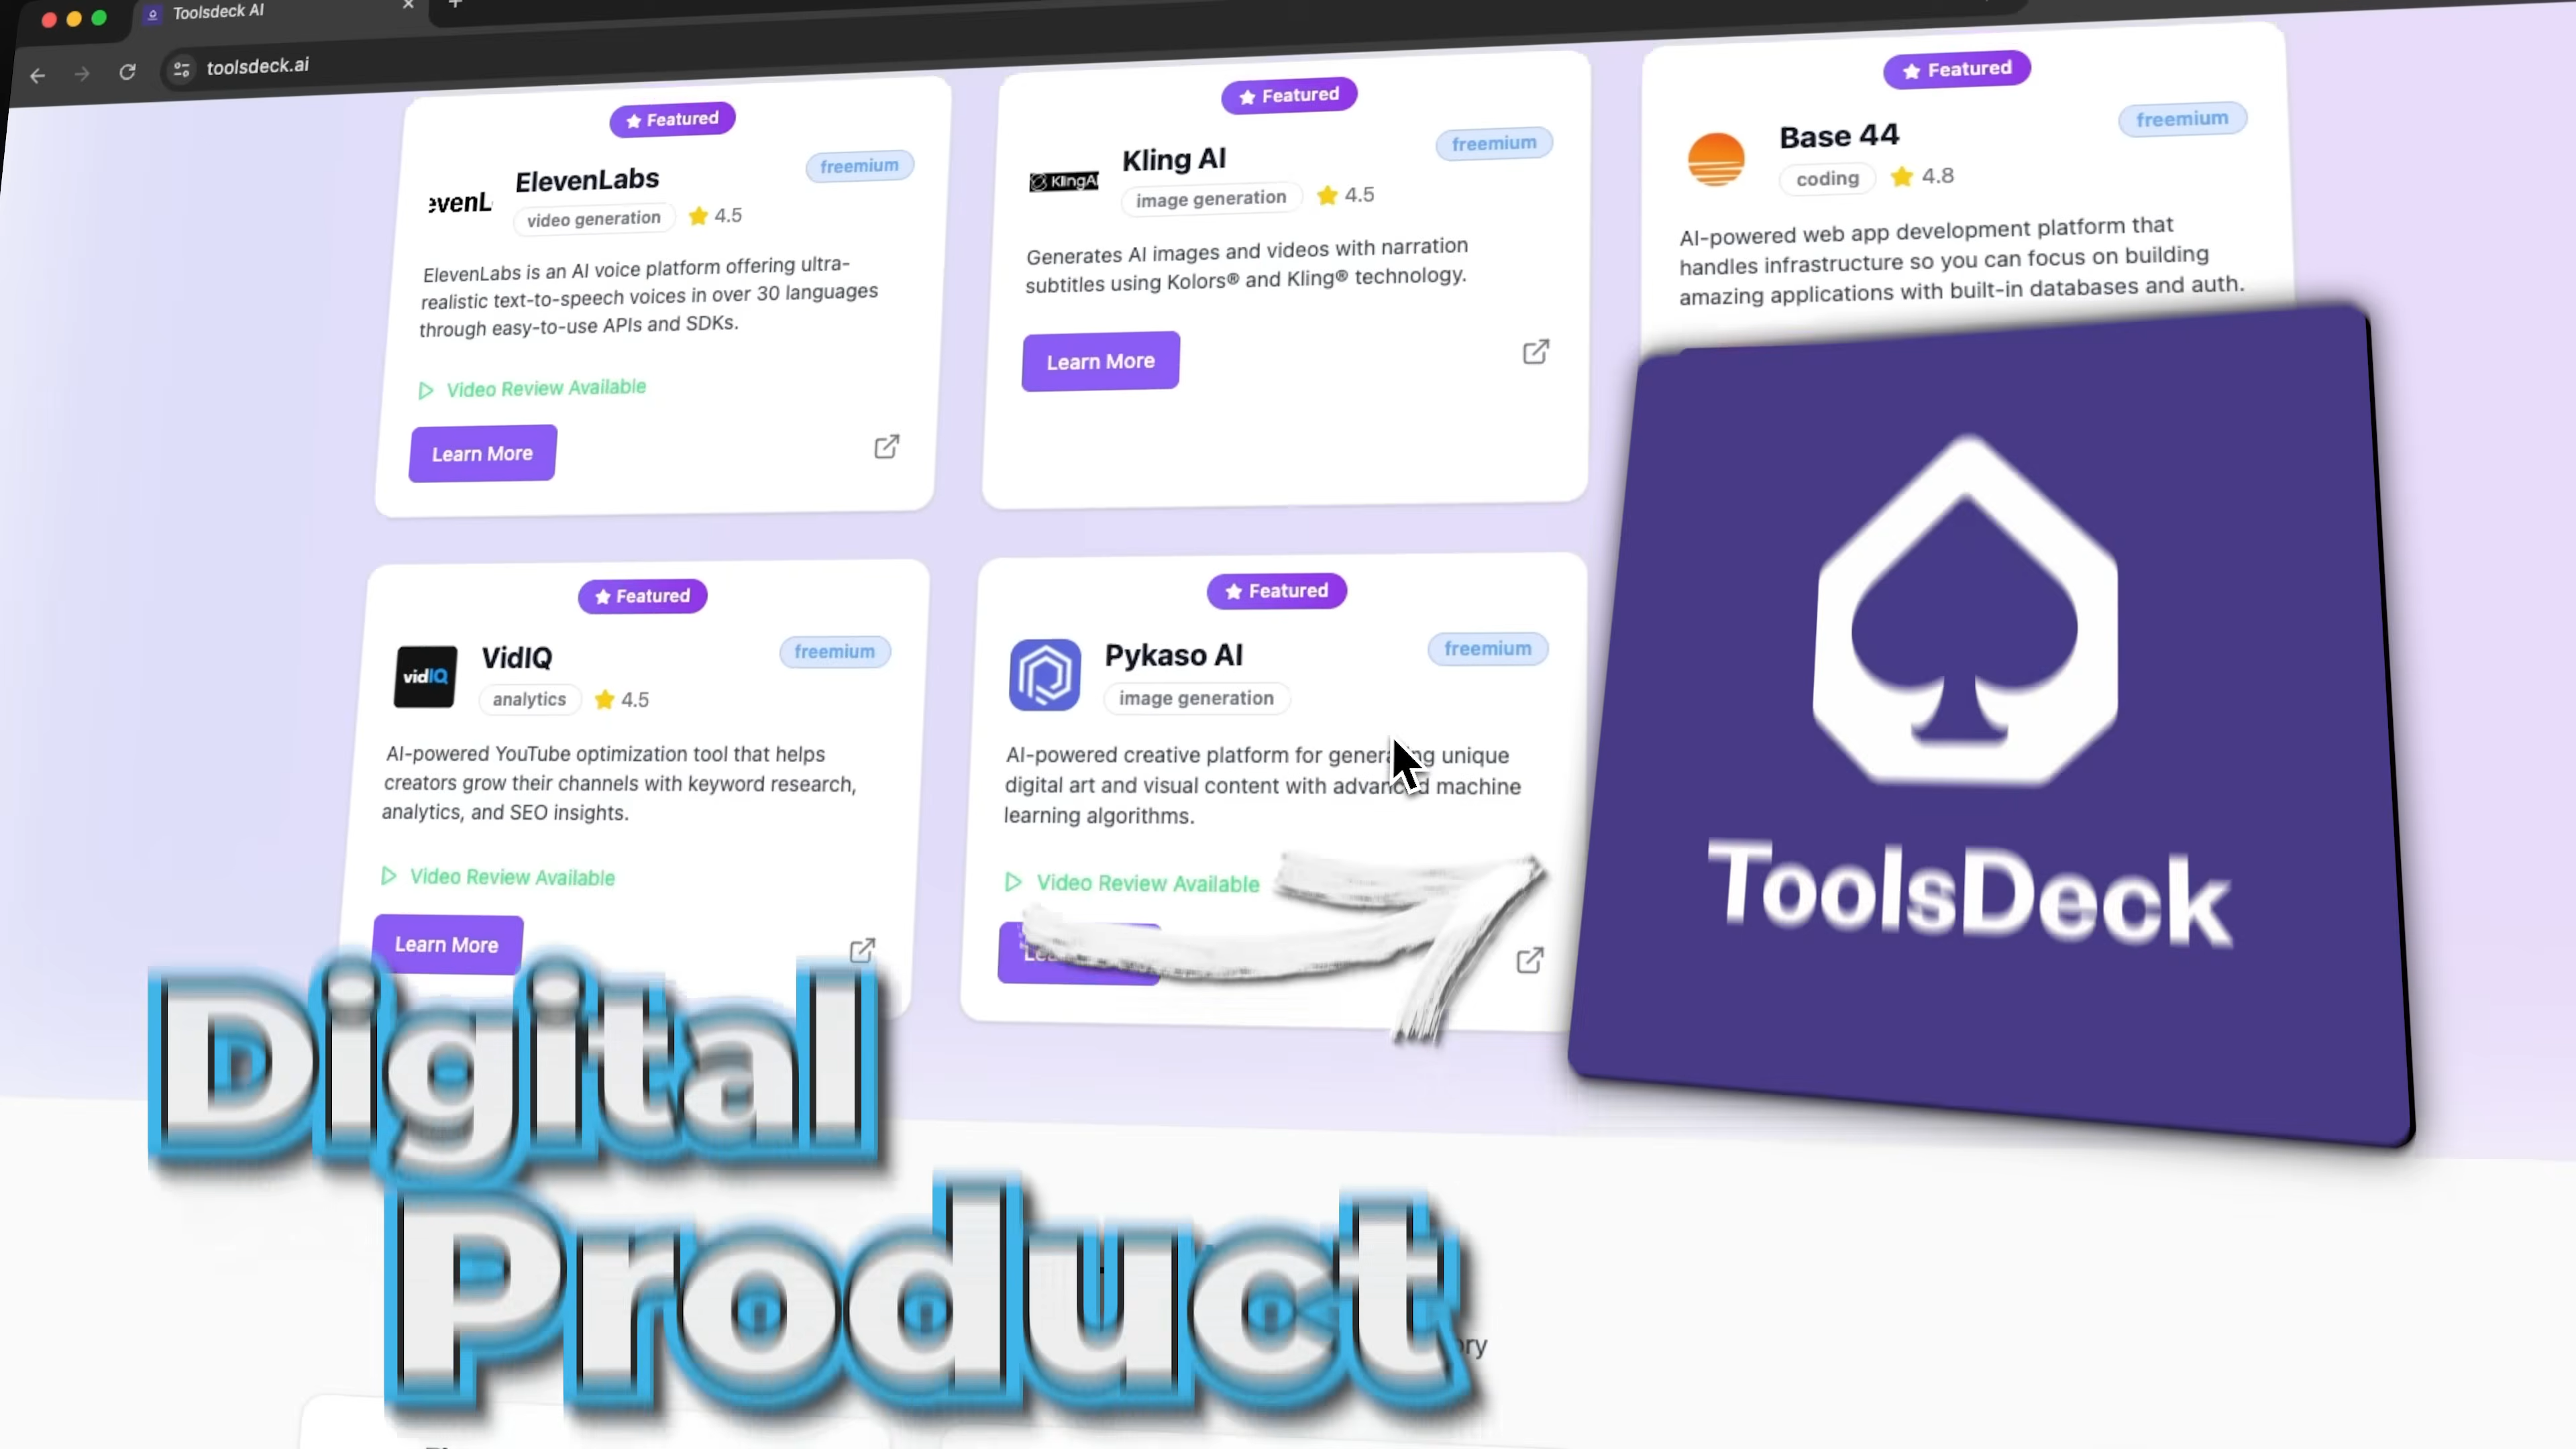 Toolsdeck AI
toolsdeck.ai
Featured
ElevenLabs
freemium
evenL
video generation
4.5
ElevenLabs is an AI voice platform offering ultra-
realistic text-to-speech voices in over 30 languages
through easy-to-use APIs and SDKs.
Video Review Available
Learn More
Featured
Kling AI
freemium
KlingAI
image generation
4.5
Generates AI images and videos with narration
subtitles using Kolors® and Kling® technology.
Learn More
Featured
Base 44
freemium
coding
4.8
AI-powered web app development platform that
handles infrastructure so you can focus on building
amazing applications with built-in databases and auth.
Featured
VidIQ
freemium
vidIQ
analytics
4.5
AI-powered YouTube optimization tool that helps
creators grow their channels with keyword research,
analytics, and SEO insights.
Video Review Available
Learn More
Featured
Pykaso AI
freemium
image generation
AI-powered creative platform for generating unique
digital art and visual content with advanced machine
learning algorithms.
Video Review Available
ToolsDeck
Digital
Product